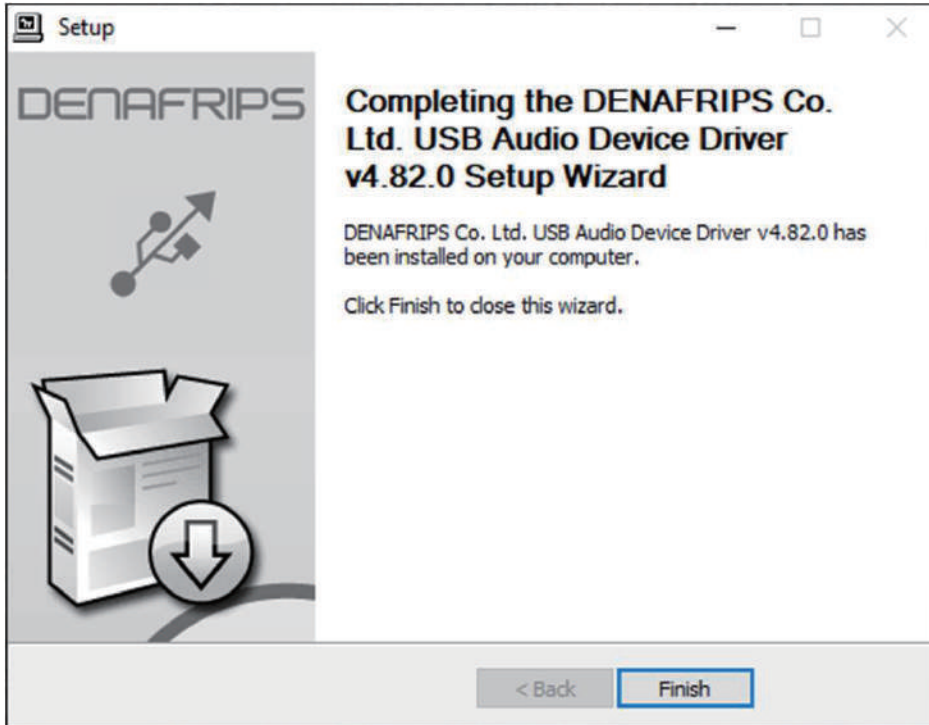 Setup
DENAFRIPS
Completing the DENAFRIPS Co.
Ltd. USB Audio Device Driver
v4.82.0 Setup Wizard
DENAFRIPS Co. Ltd. USB Audio Device Driver v4.82.0 has
been installed on your computer.
Click Finish to close this wizard.
< Back
Finish